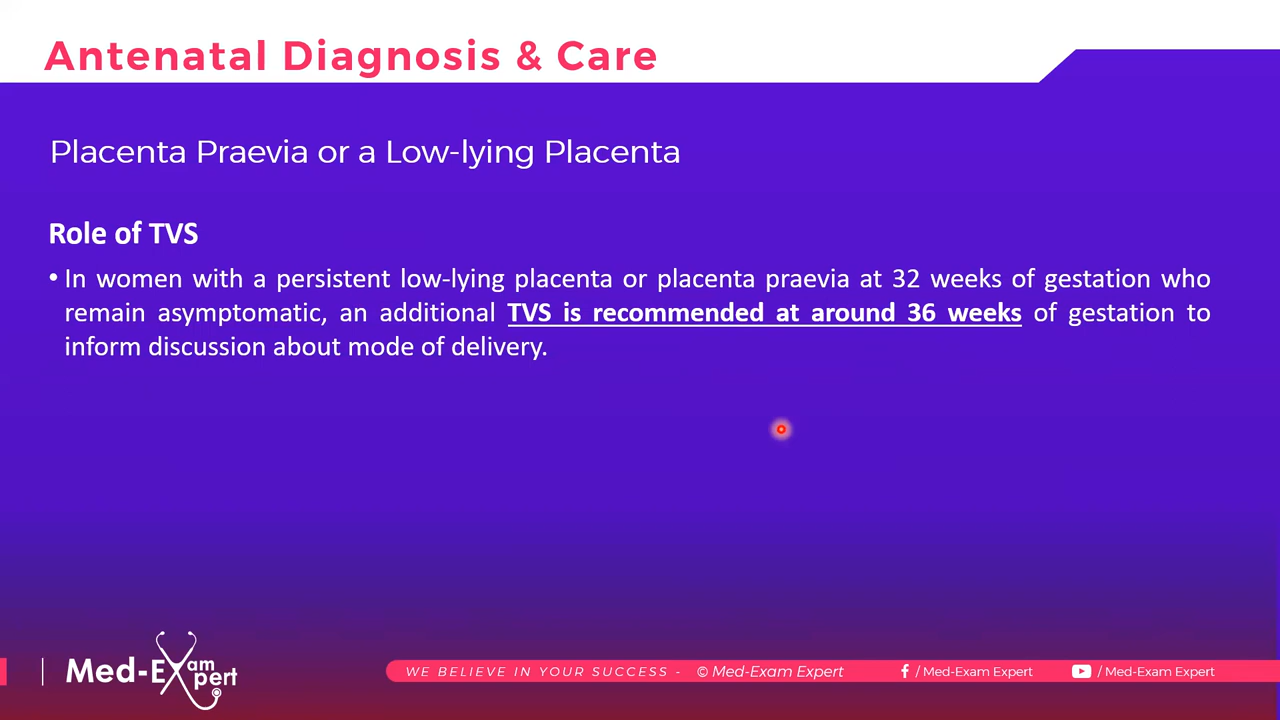 Antenatal Diagnosis & Care
Placenta Praevia or a Low-lying Placenta
Role of TVS
• In women with a persistent low-lying placenta or placenta praevia at 32 weeks of gestation who
remain asymptomatic, an additional TVS is recommended at around 36 weeks of gestation to
inform discussion about mode of delivery.
Med-Exam Expert
WE BELIEVE IN YOUR SUCCESS - © Med-Exam Expert / Med-Exam Expert / Med-Exam Expert